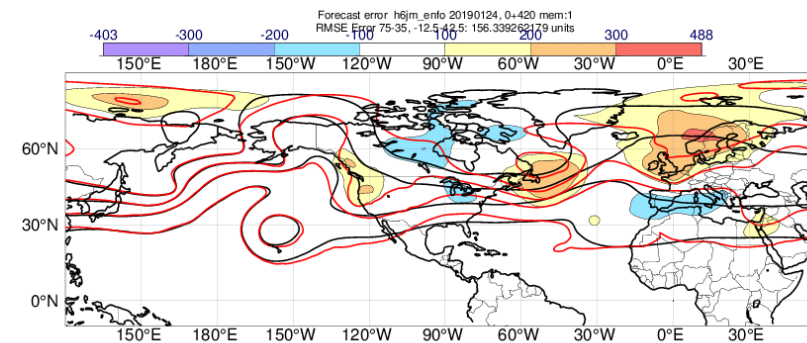 Forecast error h6jm_enfo 20190124, 0+420 mem:1
RMSE Error 75-35, -12.5-42.5: 156.339262179 units
-403 -300 -200 -100 100 200 300 488
150°E 180°E 150°W 120°W 90°W 60°W 30°W 0°E 30°E
60°N
30°N
0°N
150°E 180°E 150°W 120°W 90°W 60°W 30°W 0°E 30°E